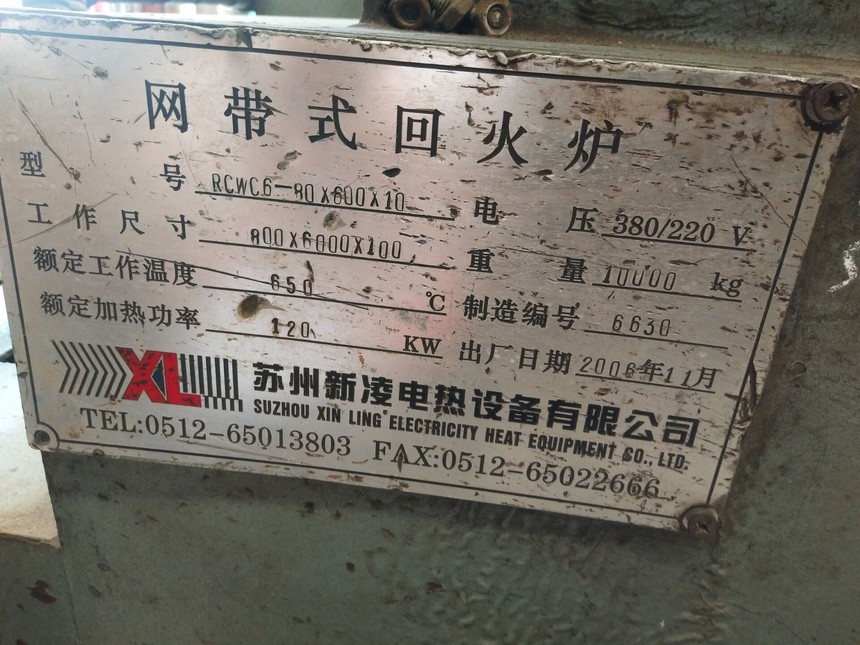 网带式回火炉
型号 RCWC6-80X600X10 电压 380/220 V
工作尺寸 800X6000X100 重量 10000 kg
额定工作温度 650 ℃ 制造编号 6630
额定加热功率 120 KW 出厂日期 2006年11月
XL 苏州新凌电热设备有限公司
SUZHOU XIN LING ELECTRICITY HEAT EQUIPMENT CO., LTD.
TEL:0512-65013803 FAX:0512-65022666